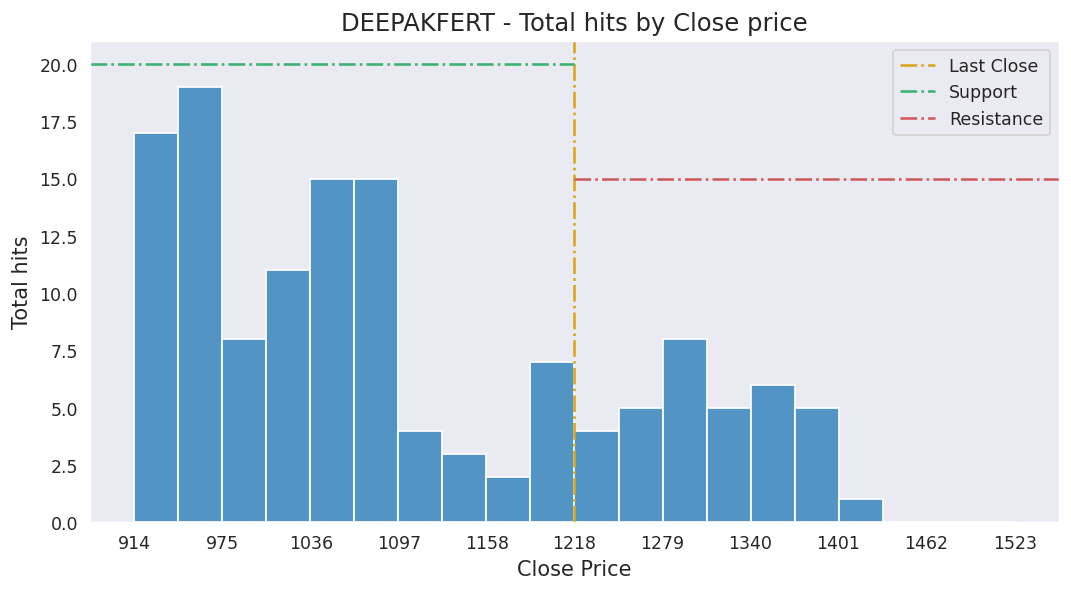 DEEPAKFERT - Total hits by Close price
Last Close
Support
Resistance
Total hits
20.0
17.5
15.0
12.5
10.0
7.5
5.0
2.5
0.0
914 975 1036 1097 1158 1218 1279 1340 1401 1462 1523
Close Price